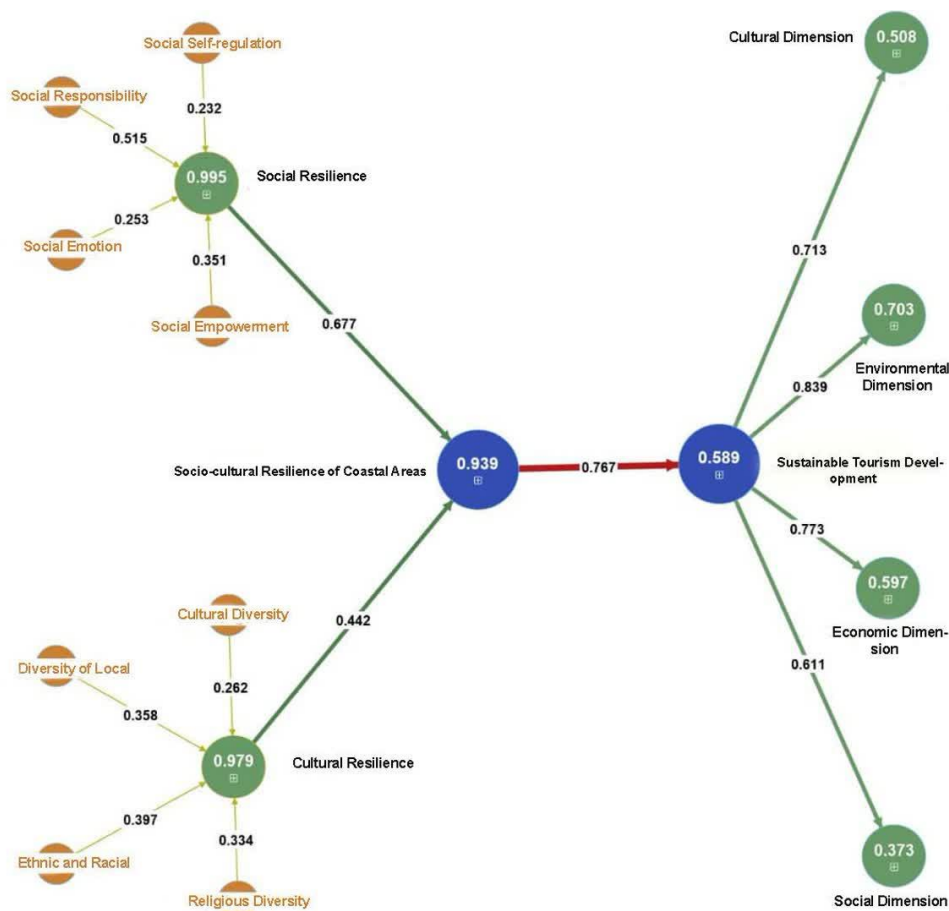 Cultural Dimension
0.508
Social Self-regulation
Social Responsibility
0.232
0.515
0.995
Social Resilience
0.253
Social Emotion
0.351
Social Empowerment
0.677
0.713
0.703
Environmental
Dimension
0.839
Socio-cultural Resilience of Coastal Areas
0.939
0.767
0.589
Sustainable Tourism Devel-
opment
0.773
0.597
Economic Dimen-
sion
0.611
0.442
Cultural Diversity
Diversity of Local
0.262
0.358
0.979
Cultural Resilience
0.397
0.334
Ethnic and Racial
Religious Diversity
0.373
Social Dimension